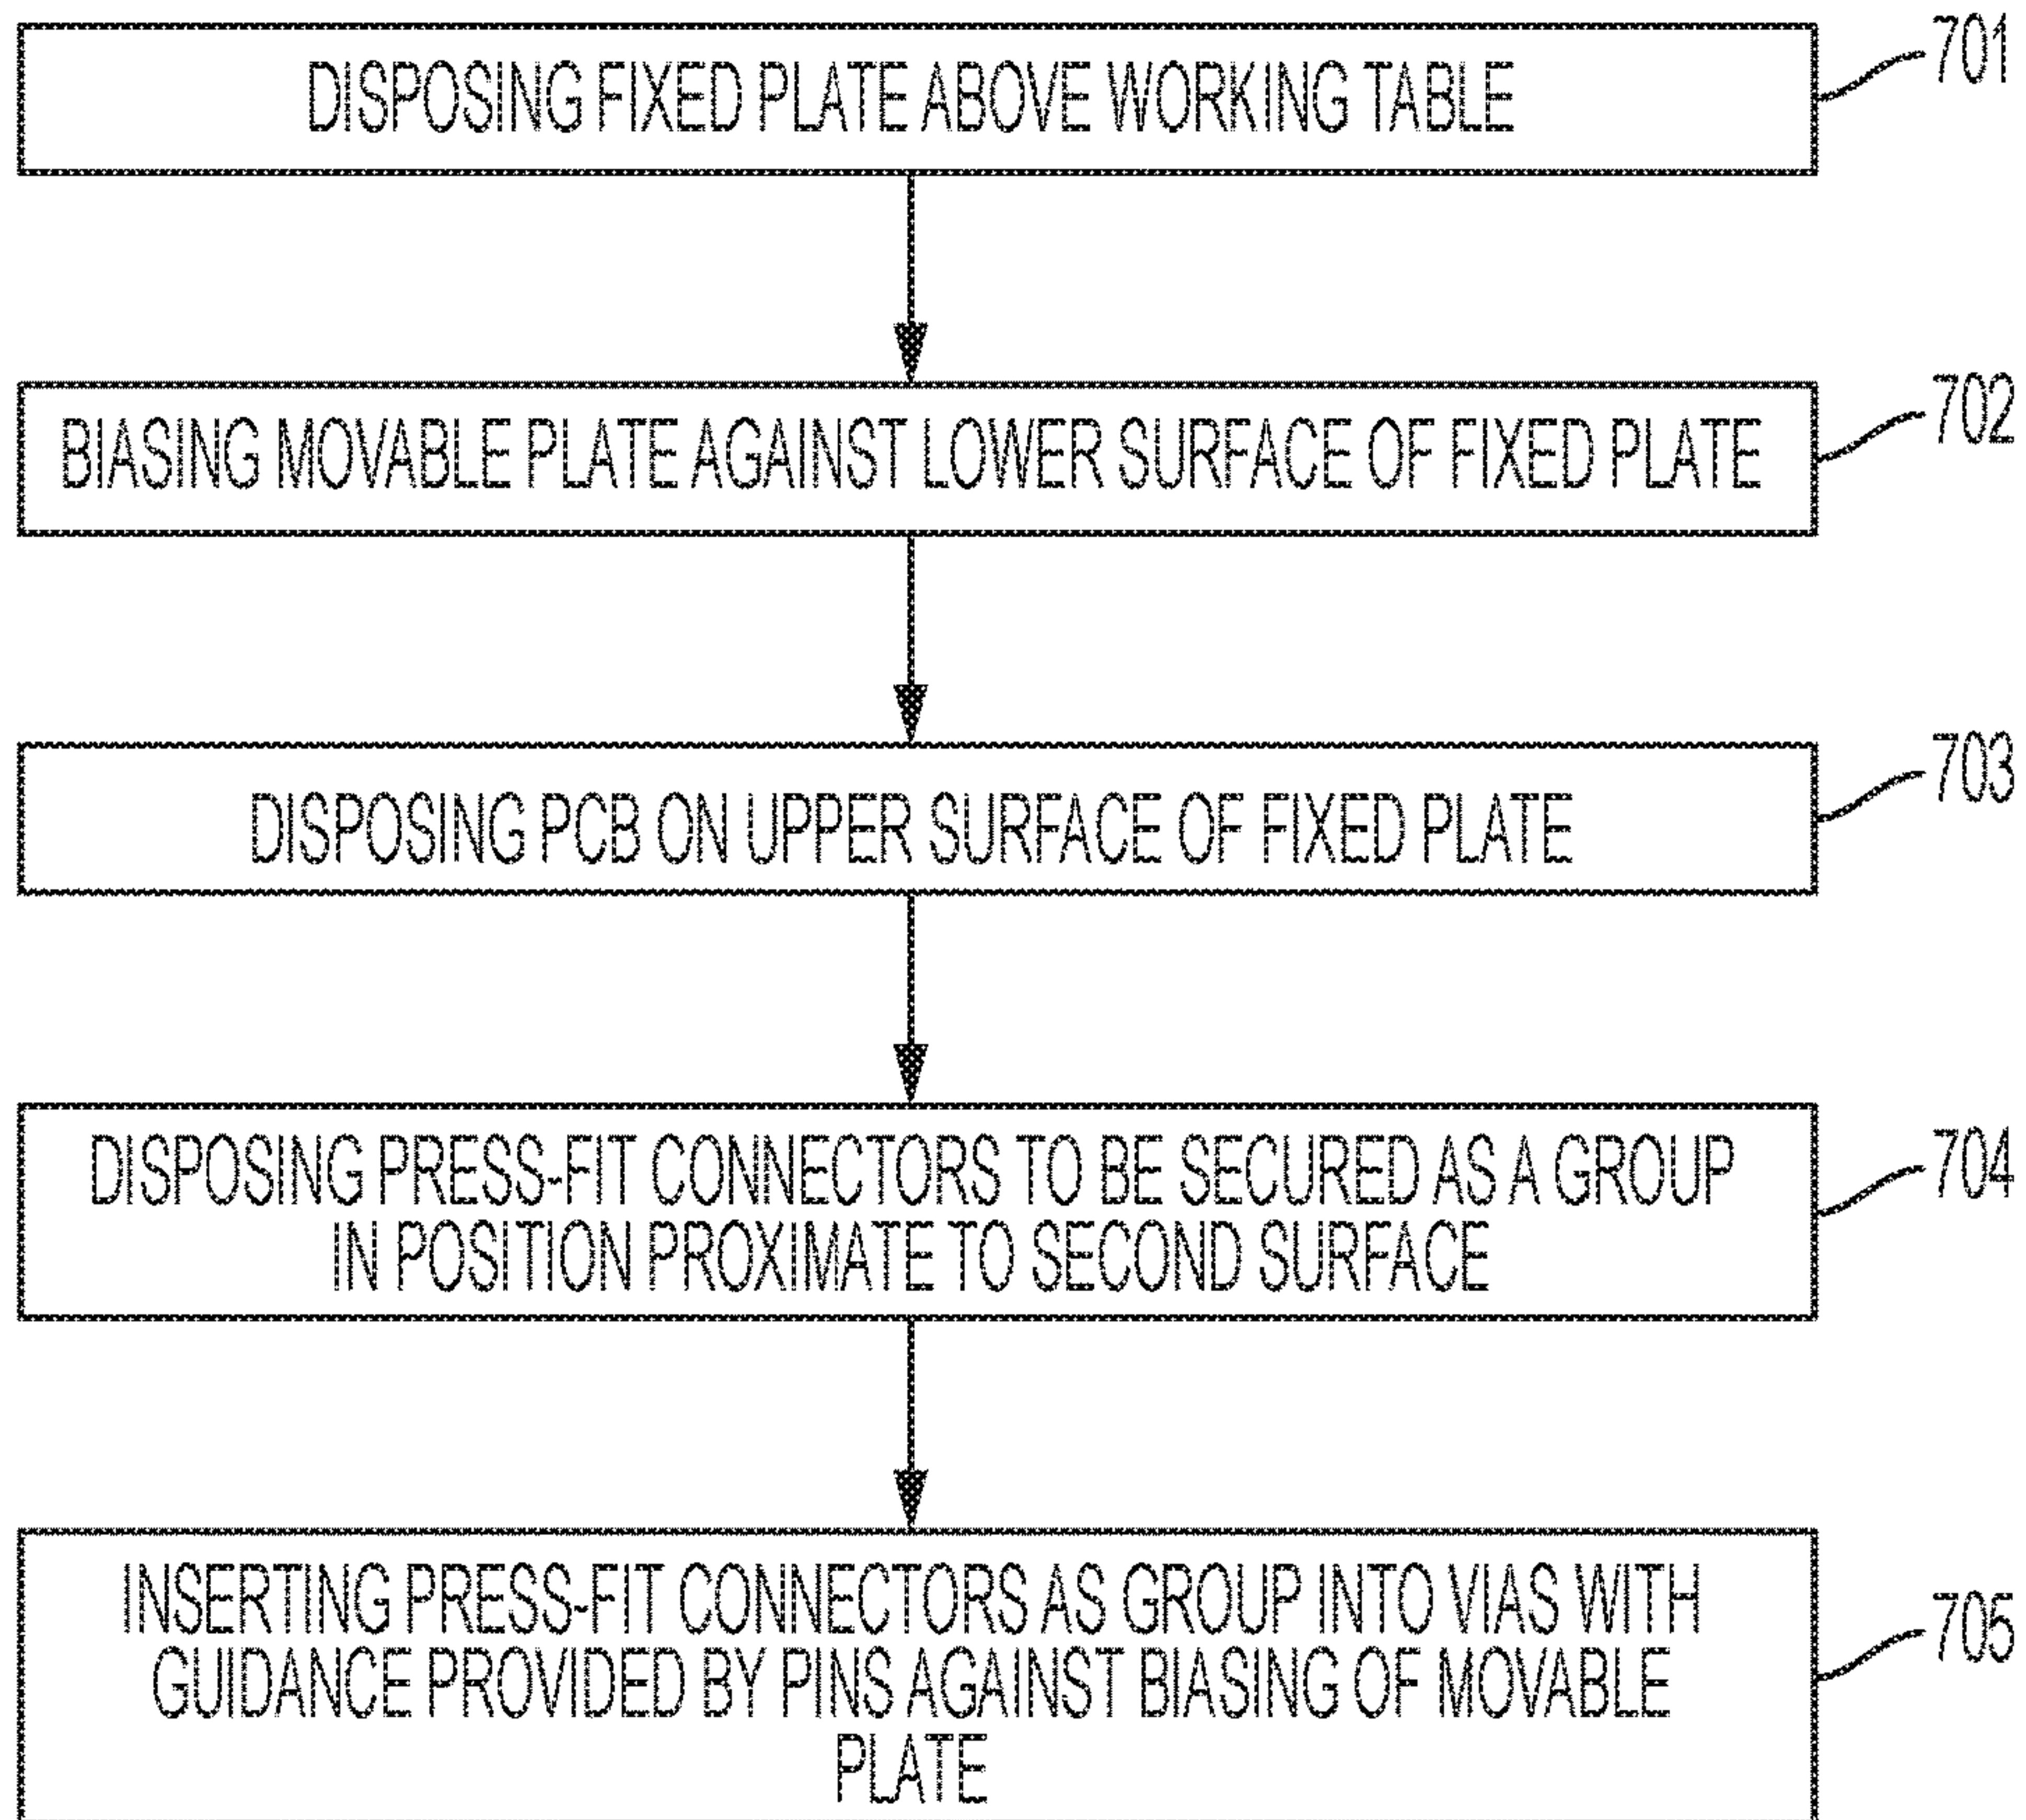 DISPOSING FIXED PLATE ABOVE WORKING TABLE
701
BIASING MOVABLE PLATE AGAINST LOWER SURFACE OF FIXED PLATE
702
DISPOSING PCB ON UPPER SURFACE OF FIXED PLATE
703
DISPOSING PRESS-FIT CONNECTORS TO BE SECURED AS A GROUP
IN POSITION PROXIMATE TO SECOND SURFACE
704
INSERTING PRESS-FIT CONNECTORS AS GROUP INTO VIAS WITH
GUIDANCE PROVIDED BY PINS AGAINST BIASING OF MOVABLE
PLATE
705